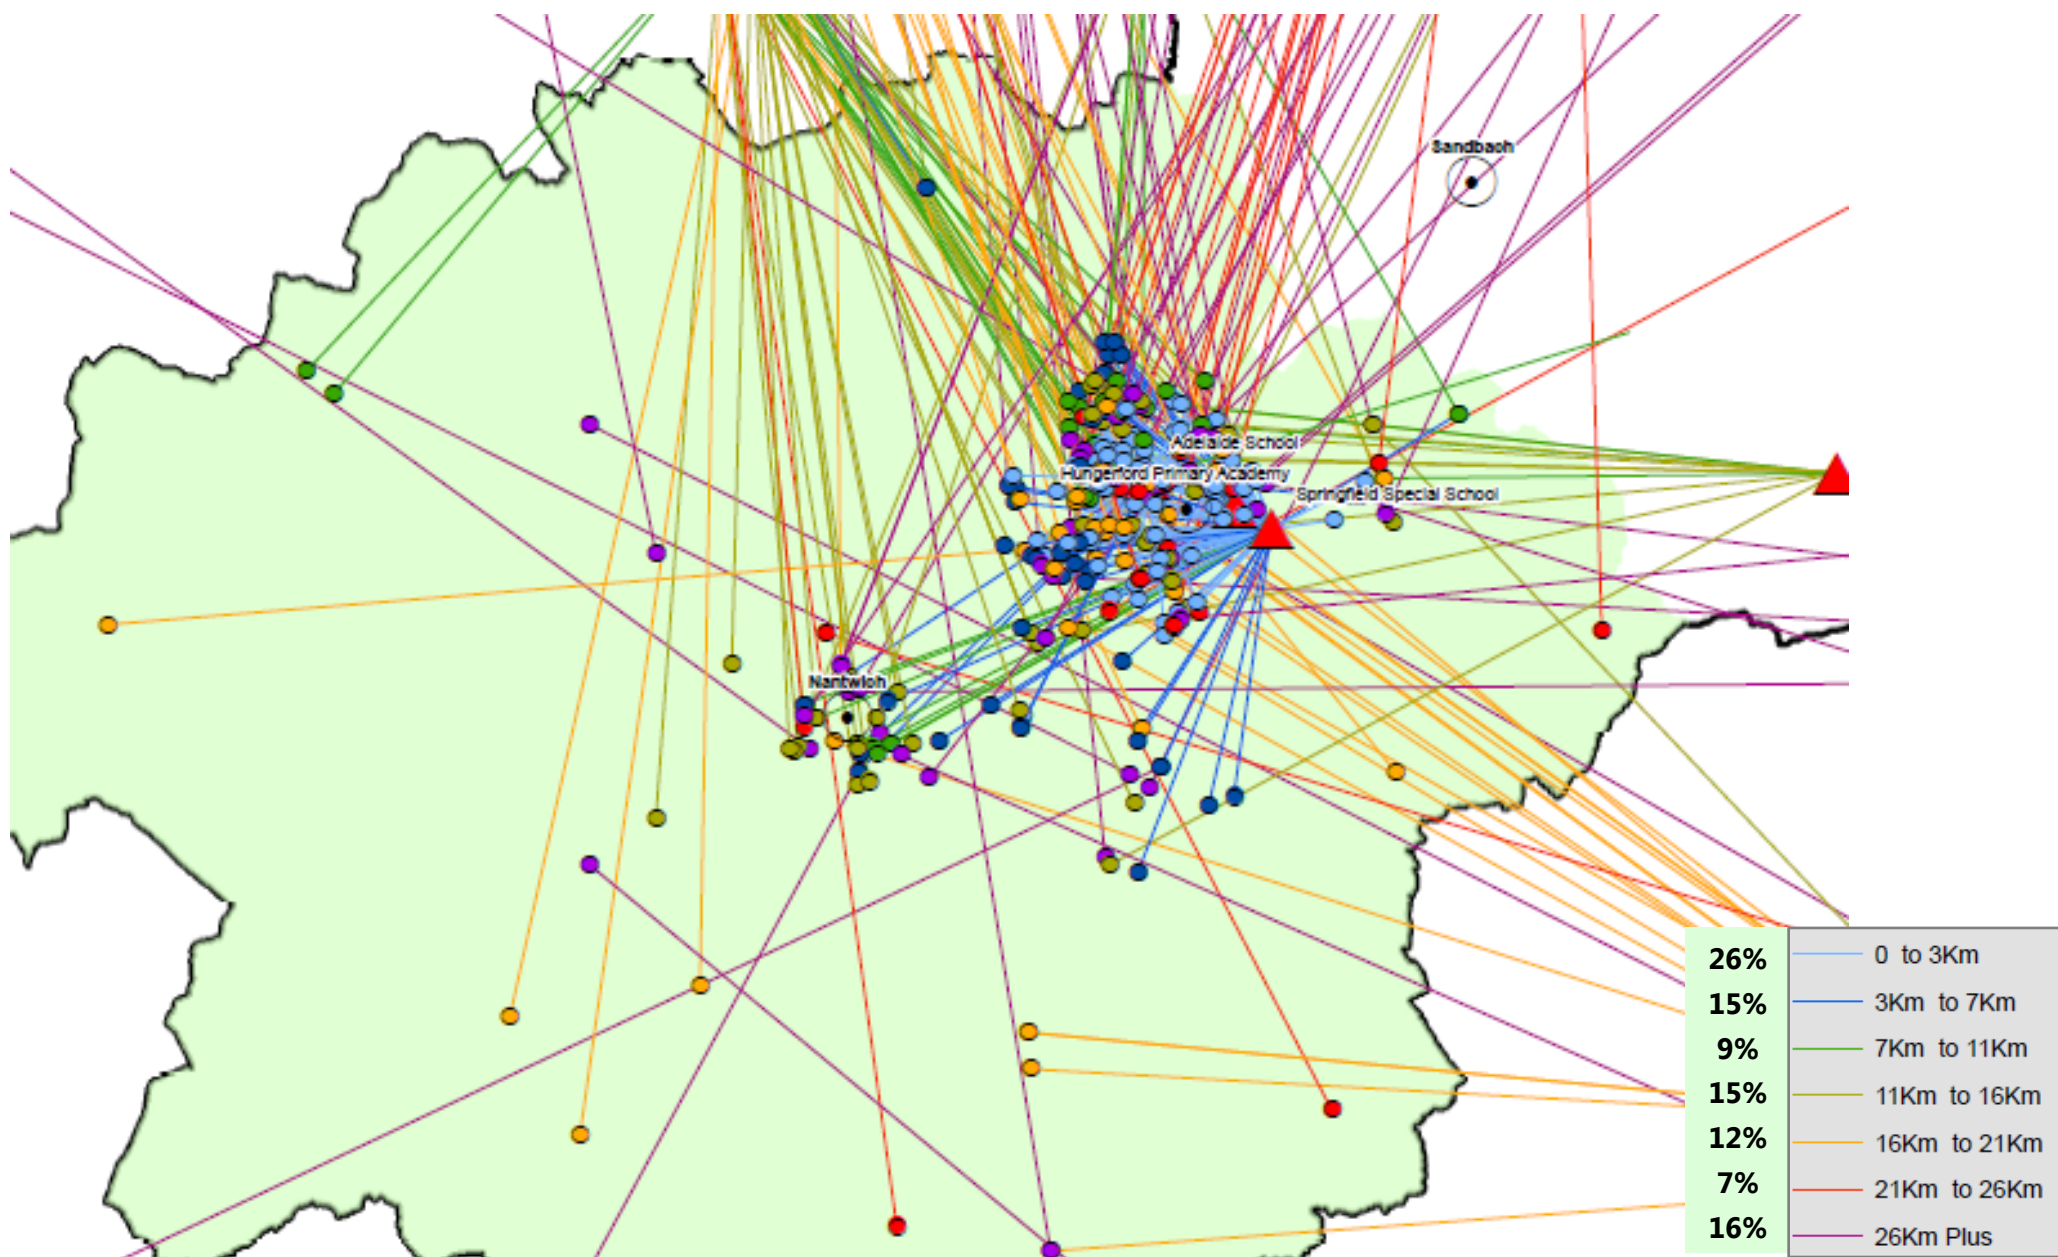 Sandbach
Adelaide School
Hungerford Primary Academy
Springfield Special School
Nantwich
26% 0 to 3Km
15% 3Km to 7Km
9% 7Km to 11Km
15% 11Km to 16Km
12% 16Km to 21Km
7% 21Km to 26Km
16% 26Km Plus